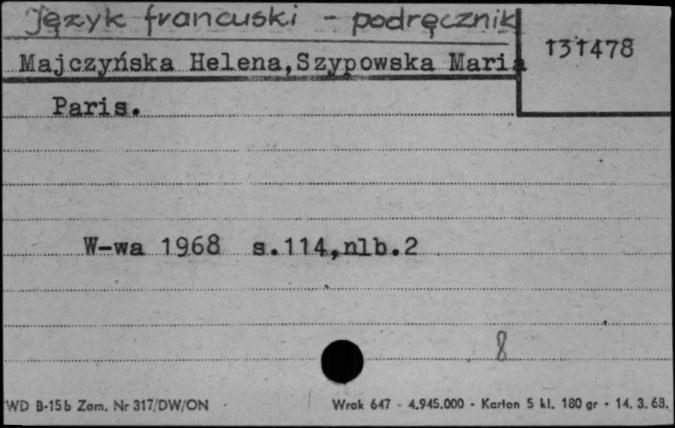 język francuski - podręcznik
131478
Majczyńska Helena,Szypowska Maria
Paris.
W-wa 1968 s.114,nlb.2
8
WD B-15b Zam. Nr 317/DW/ON
Wrak 647 - 4.945.000 - Karton 5 kl. 180 gr - 14. 3. 68.